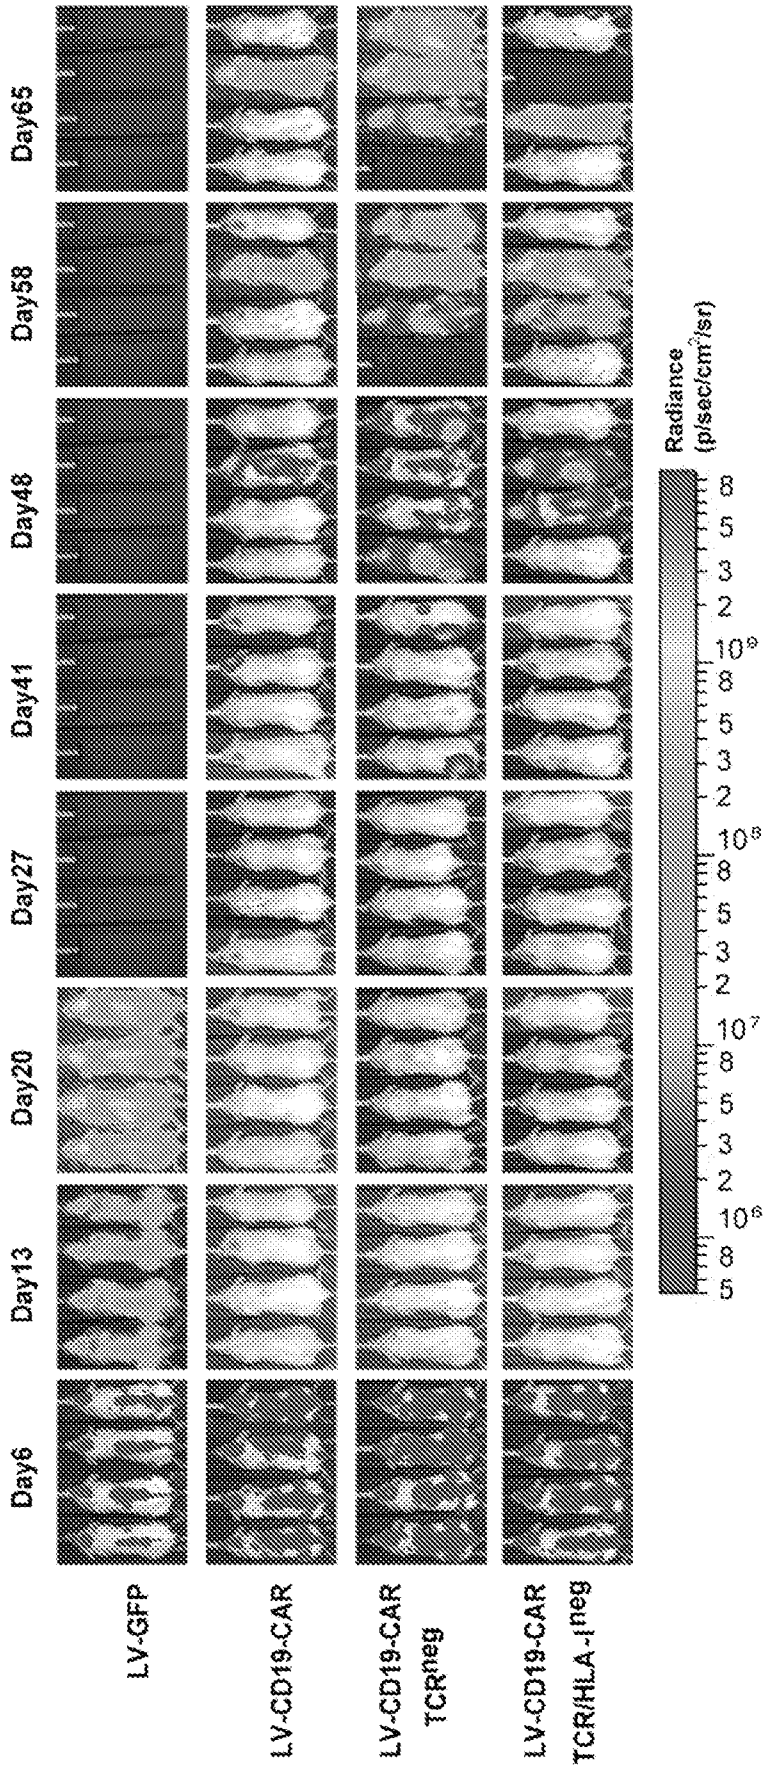 Day6 Day13 Day20 Day27 Day41 Day48 Day58 Day65
LV-GFP
LV-CD19-CAR
LV-CD19-CAR
TCRneg
LV-CD19-CAR
TCR/HLA-Ineg
5 8 10⁶ 2 3 5 8 10⁷ 2 3 5 8 10⁸ 2 3 5 8 10⁹ 2 3 5 8
Radiance
(p/sec/cm²/sr)